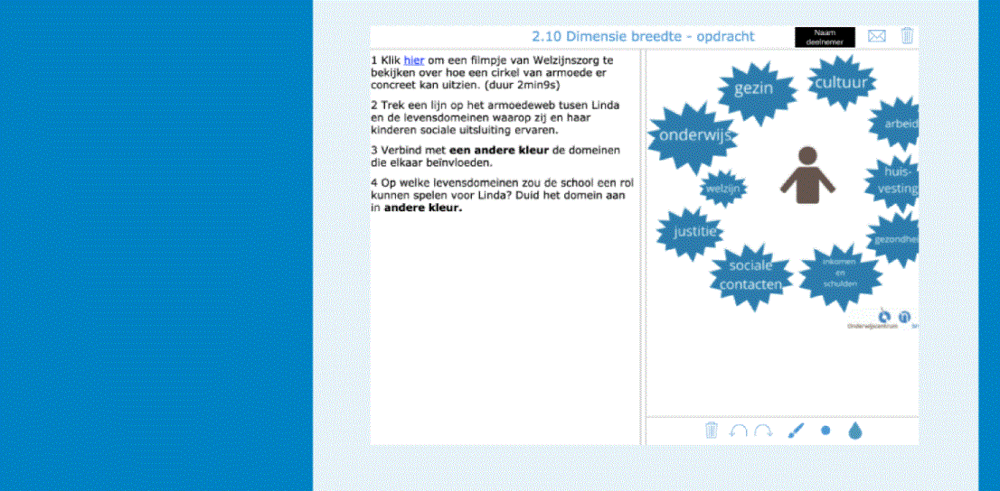 2.10 Dimensie breedte - opdracht
Naam
deelnemer
1 Klik hier om een filmpje van Welzijnszorg te
bekijken over hoe een cirkel van armoede er
concreet kan uitzien. (duur 2min9s)
2 Trek een lijn op het armoedeweb tusen Linda
en de levensdomeinen waarop zij en haar
kinderen sociale uitsluiting ervaren.
3 Verbind met een andere kleur de domeinen
die elkaar beïnvloeden.
4 Op welke levensdomeinen zou de school een rol
kunnen spelen voor Linda? Duid het domein aan
in andere kleur.
gezin
cultuur
arbeid
onderwijs
huis-
vesting
welzijn
justitie
gezondhei
sociale
contacten
inkomen
en
schulden
Onderwijscentrum